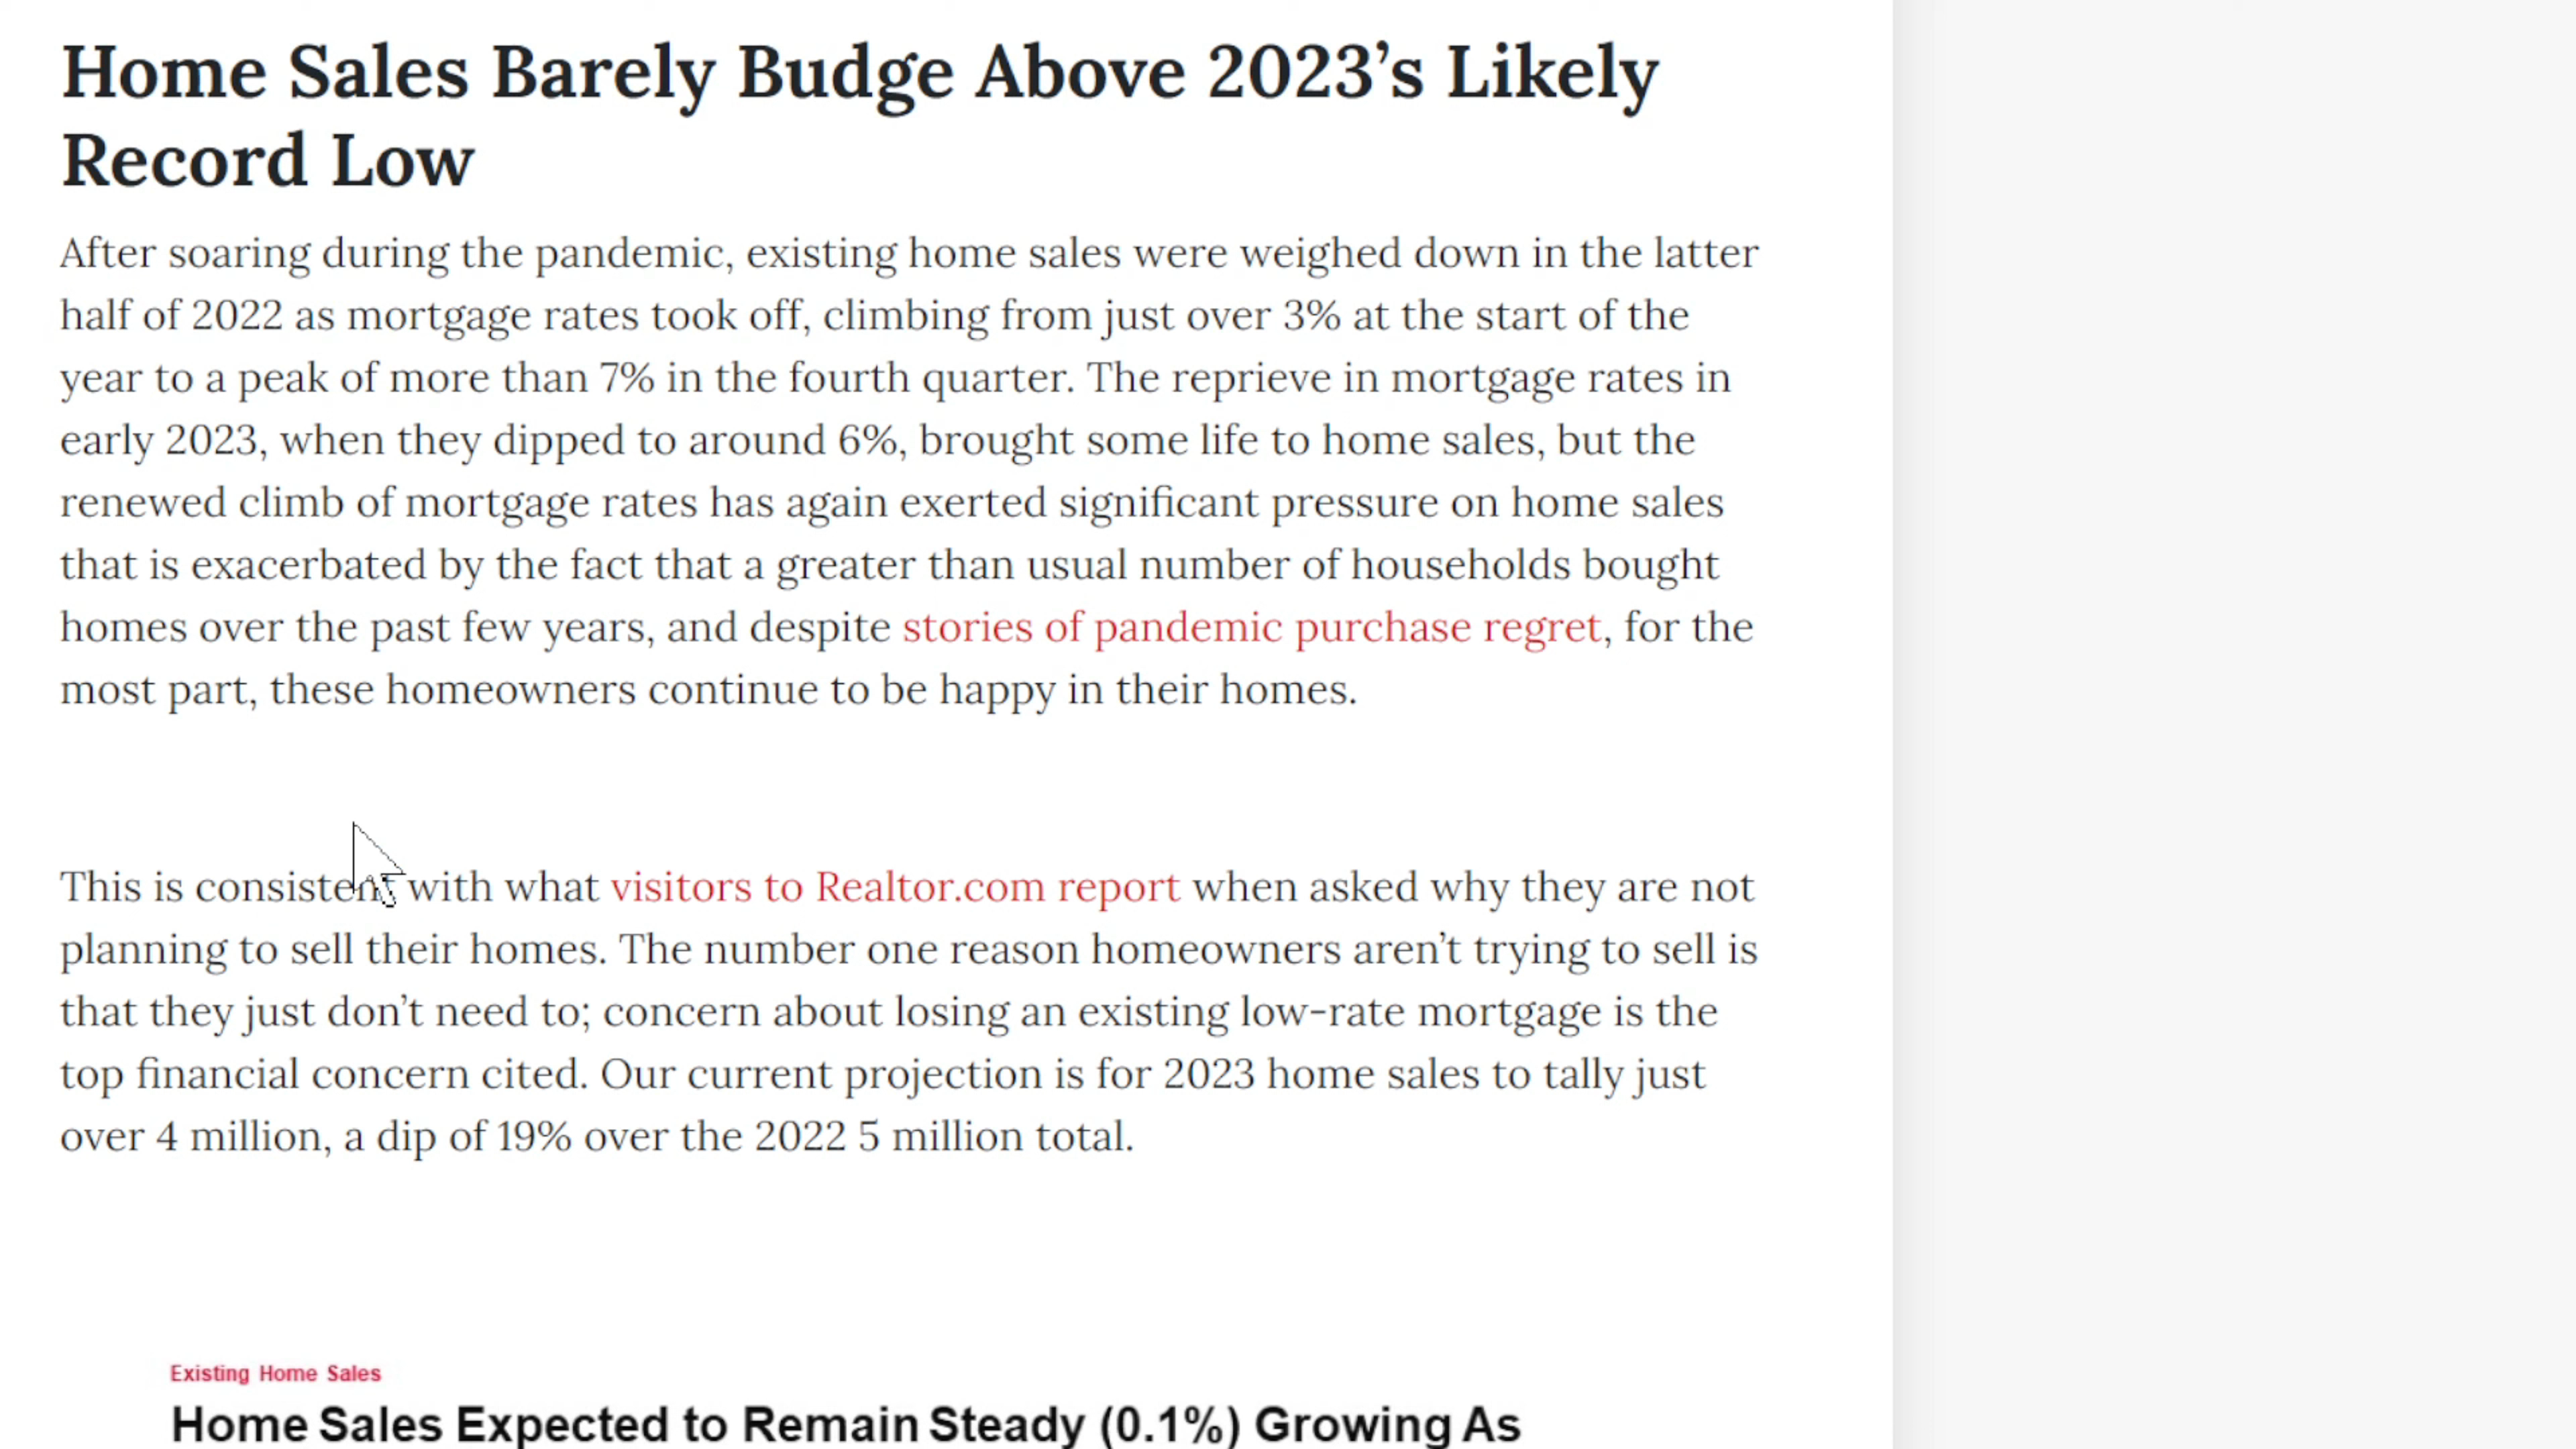 Home Sales Barely Budge Above 2023’s Likely
Record Low
After soaring during the pandemic, existing home sales were weighed down in the latter
half of 2022 as mortgage rates took off, climbing from just over 3% at the start of the
year to a peak of more than 7% in the fourth quarter. The reprieve in mortgage rates in
early 2023, when they dipped to around 6%, brought some life to home sales, but the
renewed climb of mortgage rates has again exerted significant pressure on home sales
that is exacerbated by the fact that a greater than usual number of households bought
homes over the past few years, and despite stories of pandemic purchase regret, for the
most part, these homeowners continue to be happy in their homes.
This is consistent with what visitors to Realtor.com report when asked why they are not
planning to sell their homes. The number one reason homeowners aren’t trying to sell is
that they just don’t need to; concern about losing an existing low-rate mortgage is the
top financial concern cited. Our current projection is for 2023 home sales to tally just
over 4 million, a dip of 19% over the 2022 5 million total.
Existing Home Sales
Home Sales Expected to Remain Steady (0.1%) Growing As